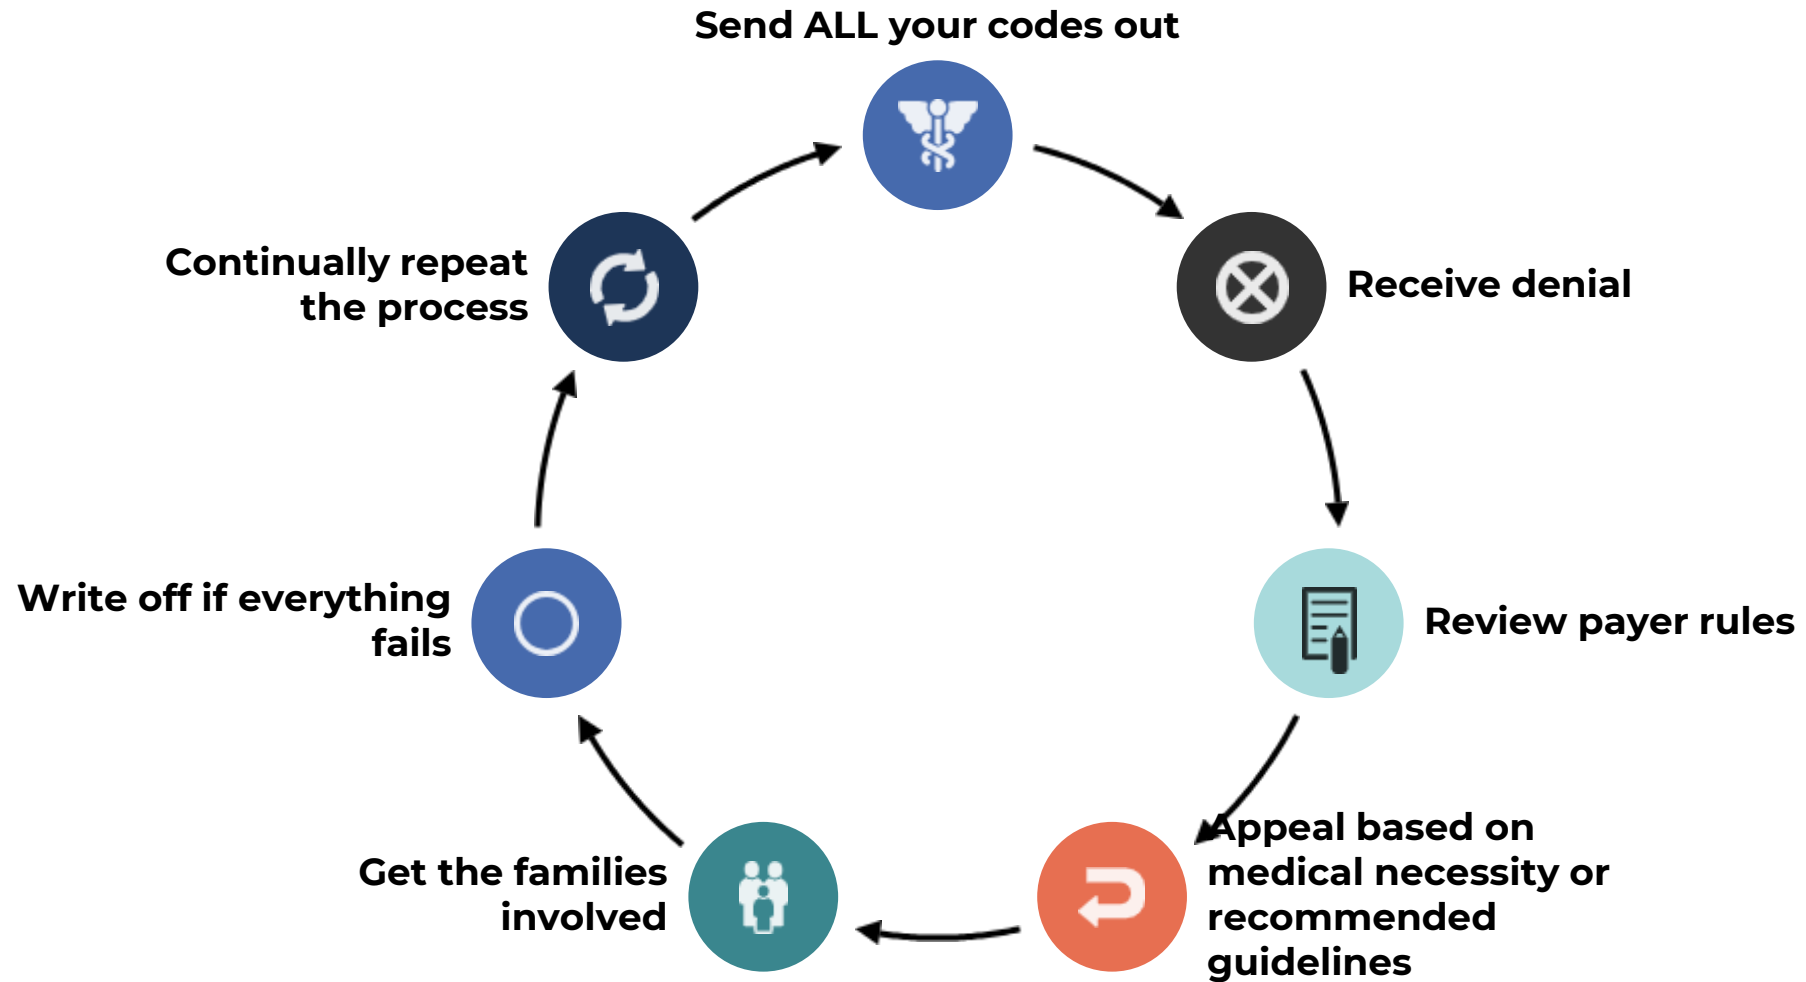 Send ALL your codes out
Receive denial
Review payer rules
Appeal based on
medical necessity or
recommended
guidelines
Get the families
involved
Write off if everything
fails
Continually repeat
the process